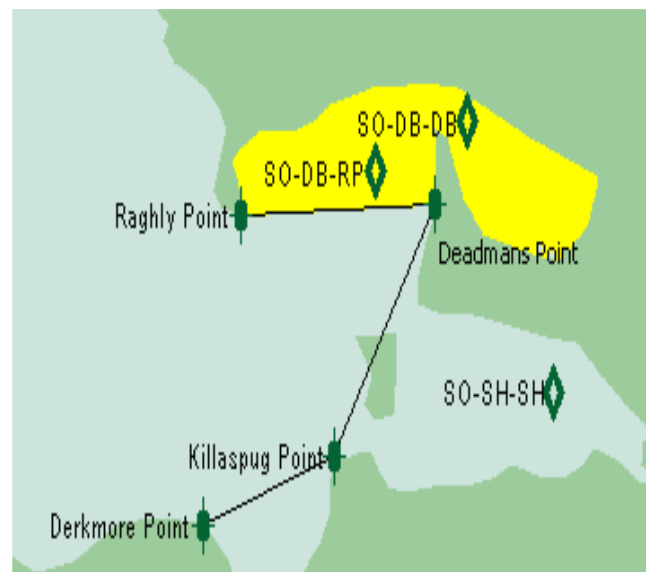 SO-DB-DB
SO-DB-RP
Raghly Point
Deadmans Point
SO-SH-SH
Killaspug Point
Derkmore Point